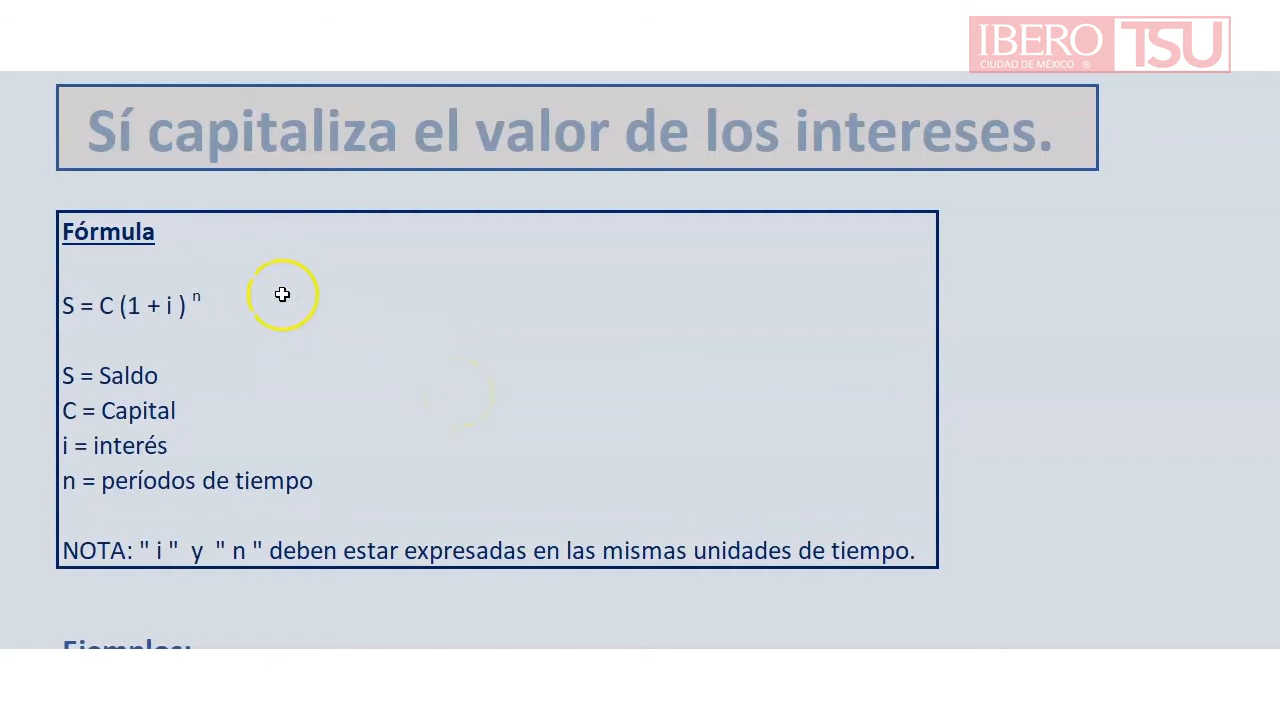 IBERO TSU
CIUDAD DE MÉXICO ®
Sí capitaliza el valor de los intereses.
Fórmula
S = C (1 + i ) n
S = Saldo
C = Capital
i = interés
n = períodos de tiempo
NOTA: " i " y " n " deben estar expresadas en las mismas unidades de tiempo.
Ejemplos: